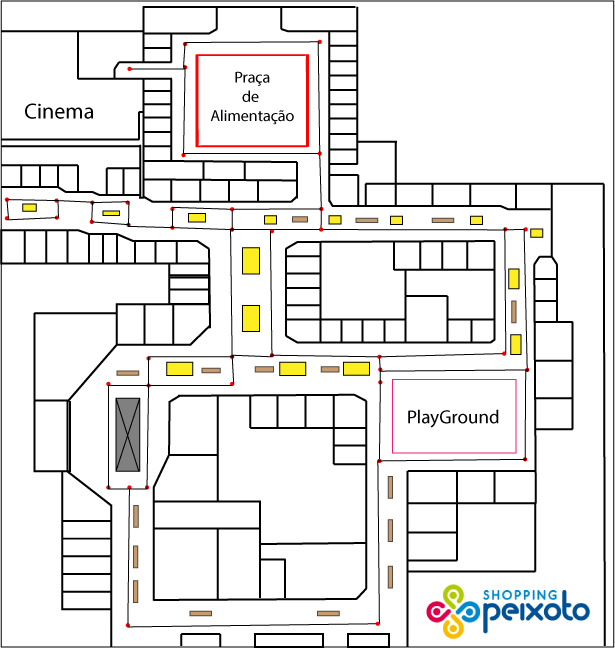 Praça
de
Alimentação
Cinema
PlayGround
SHOPPING
peixoto